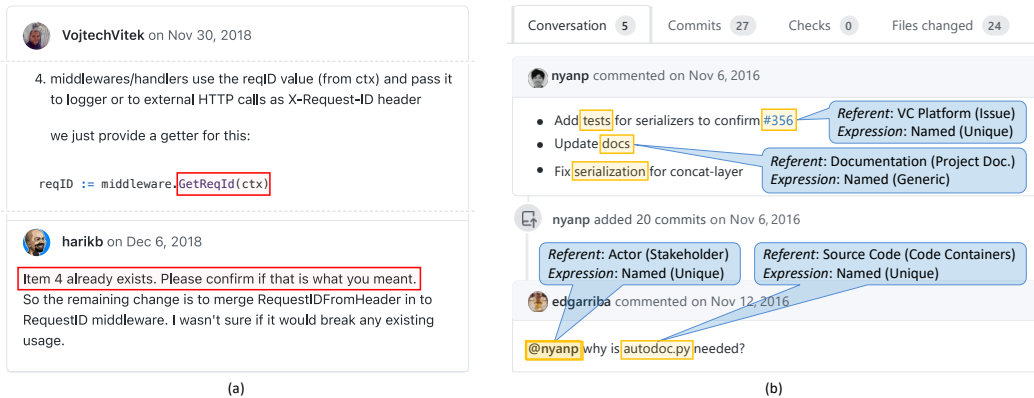 VojtechVitek on Nov 30, 2018
4. middlewares/handlers use the reqID value (from ctx) and pass it
to logger or to external HTTP calls as X-Request-ID header
we just provide a getter for this:
reqID := middleware.GetReqId(ctx)
harikb on Dec 6, 2018
Item 4 already exists. Please confirm if that is what you meant.
So the remaining change is to merge RequestIDFromHeader in to
RequestID middleware. I wasn't sure if it would break any existing
usage.
(a)
Conversation 5 Commits 27 Checks 0 Files changed 24
nyanp commented on Nov 6, 2016
• Add tests for serializers to confirm #356
• Update docs
• Fix serialization for concat-layer
Referent: VC Platform (Issue)
Expression: Named (Unique)
Referent: Documentation (Project Doc.)
Expression: Named (Generic)
nyanp added 20 commits on Nov 6, 2016
Referent: Actor (Stakeholder)
Expression: Named (Unique)
Referent: Source Code (Code Containers)
Expression: Named (Unique)
edgarriba commented on Nov 12, 2016
@nyanp why is autodoc.py needed?
(b)